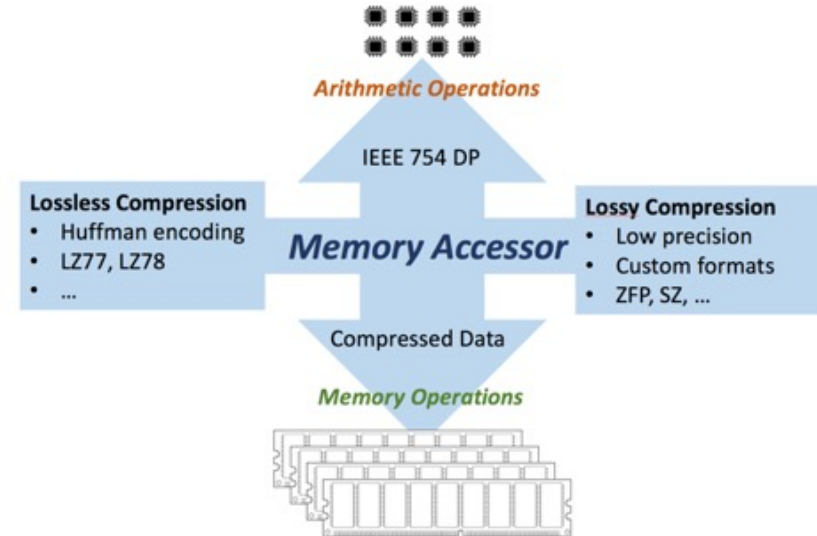 Arithmetic Operations
IEEE 754 DP
Lossless Compression
• Huffman encoding
• LZ77, LZ78
• ...
Memory Accessor
Lossy Compression
• Low precision
• Custom formats
• ZFP, SZ, ...
Compressed Data
Memory Operations